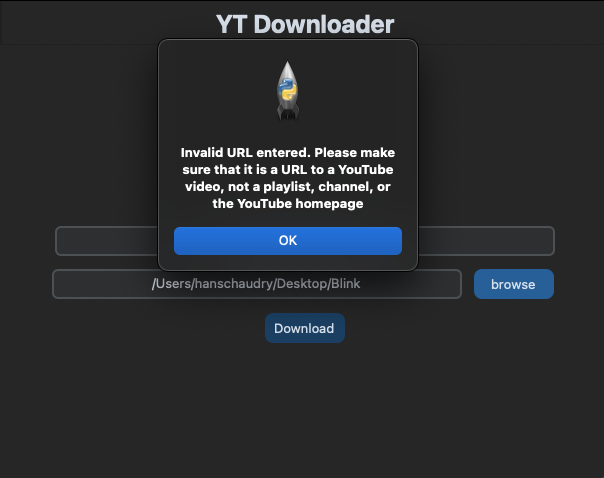 YT Downloader
Invalid URL entered. Please make
sure that it is a URL to a YouTube
video, not a playlist, channel, or
the YouTube homepage
OK
/Users/hanschaudry/Desktop/Blink
browse
Download